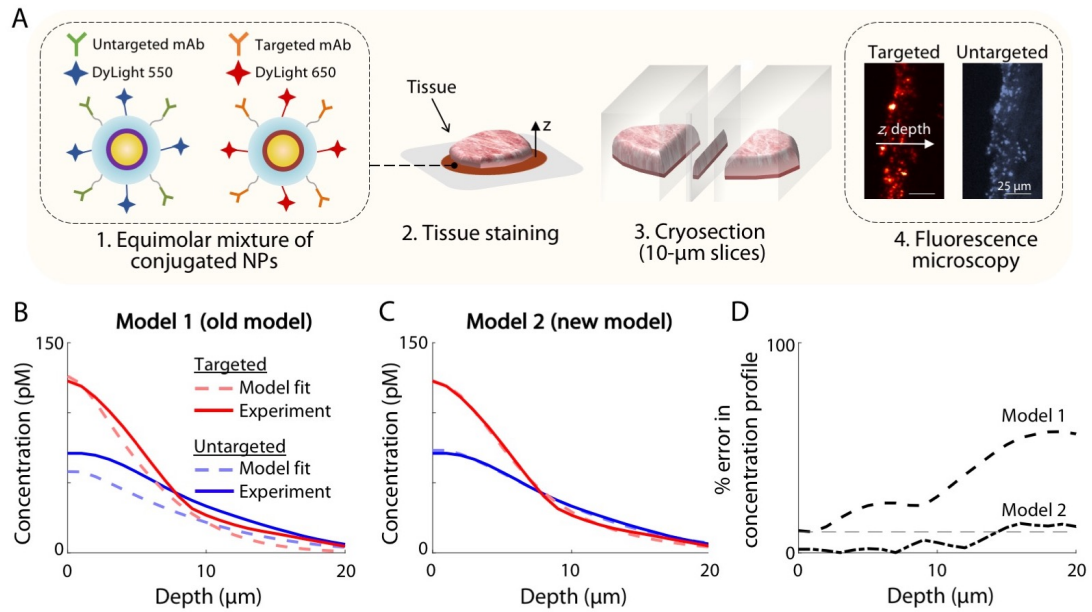 A
Untargeted mAb
Targeted mAb
DyLight 550
DyLight 650
1. Equimolar mixture of
conjugated NPs
Tissue
z
2. Tissue staining
3. Cryosection
(10-μm slices)
Targeted
Untargeted
z, depth
25 μm
4. Fluorescence
microscopy
B
Model 1 (old model)
150
Concentration (pM)
0
Targeted
Model fit
Experiment
Untargeted
Model fit
Experiment
0
10
20
Depth (μm)
C
Model 2 (new model)
150
Concentration (pM)
0
0
10
20
Depth (μm)
D
100
% error in
concentration profile
0
Model 1
Model 2
0
10
20
Depth (μm)